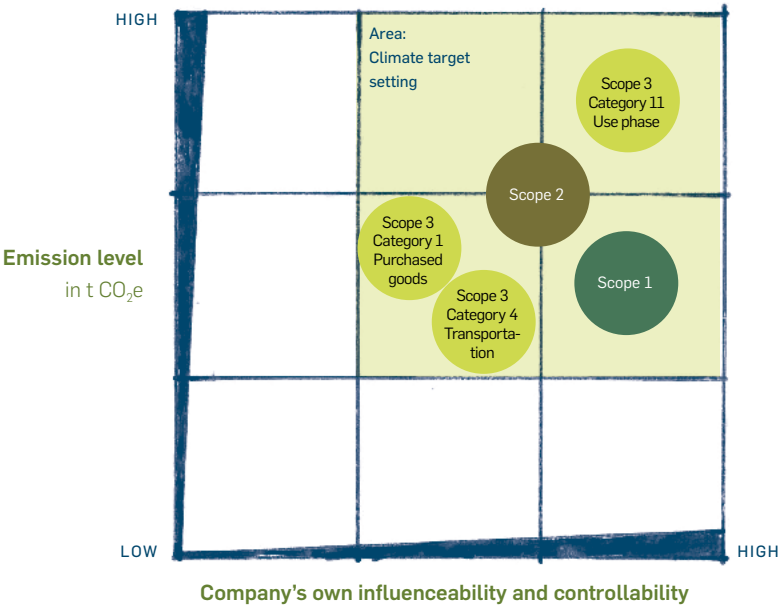 HIGH
Area:
Climate target
setting
Scope 3
Category 11
Use phase
Scope 2
Scope 3
Category 1
Purchased
goods
Emission level
in t CO₂e
Scope 1
Scope 3
Category 4
Transporta-
tion
LOW
HIGH
Company's own influenceability and controllability